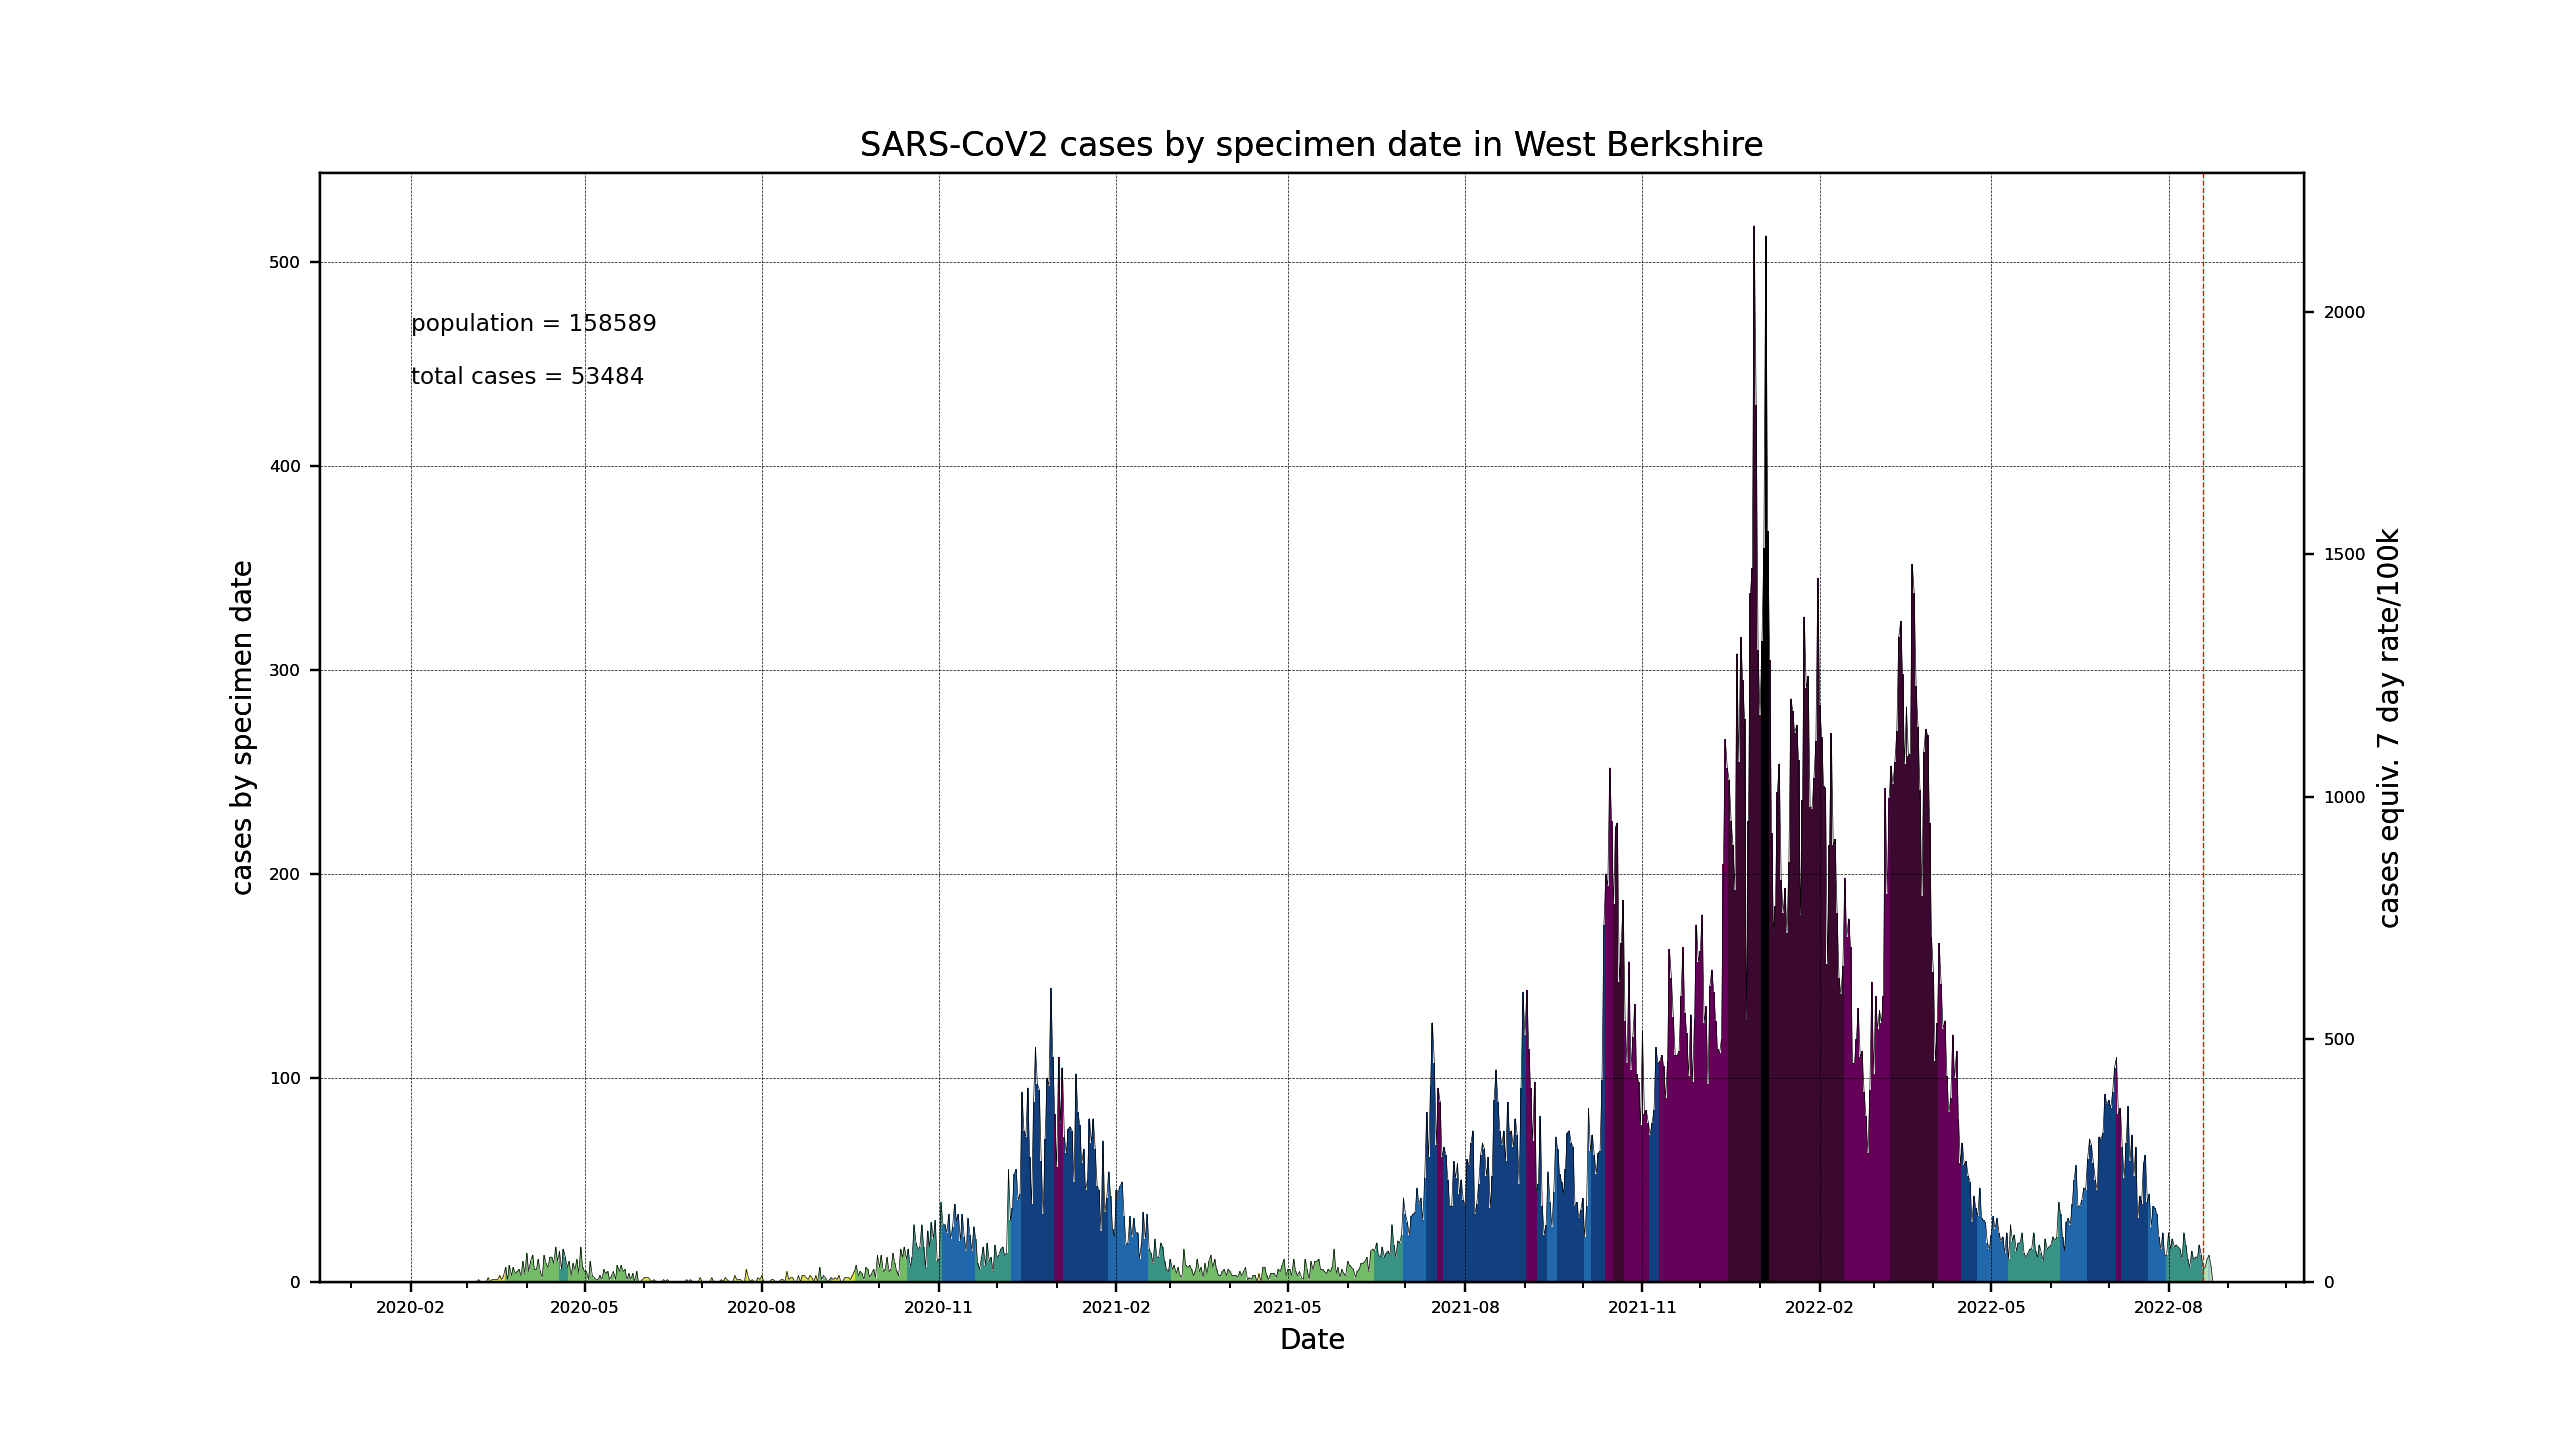 SARS-CoV2 cases by specimen date in West Berkshire
population = 158589
total cases = 53484
cases by specimen date
500
400
300
200
100
0
2000
1500
1000
500
0
cases equiv. 7 day rate/100k
2020-02 2020-05 2020-08 2020-11 2021-02 2021-05 2021-08 2021-11 2022-02 2022-05 2022-08
Date